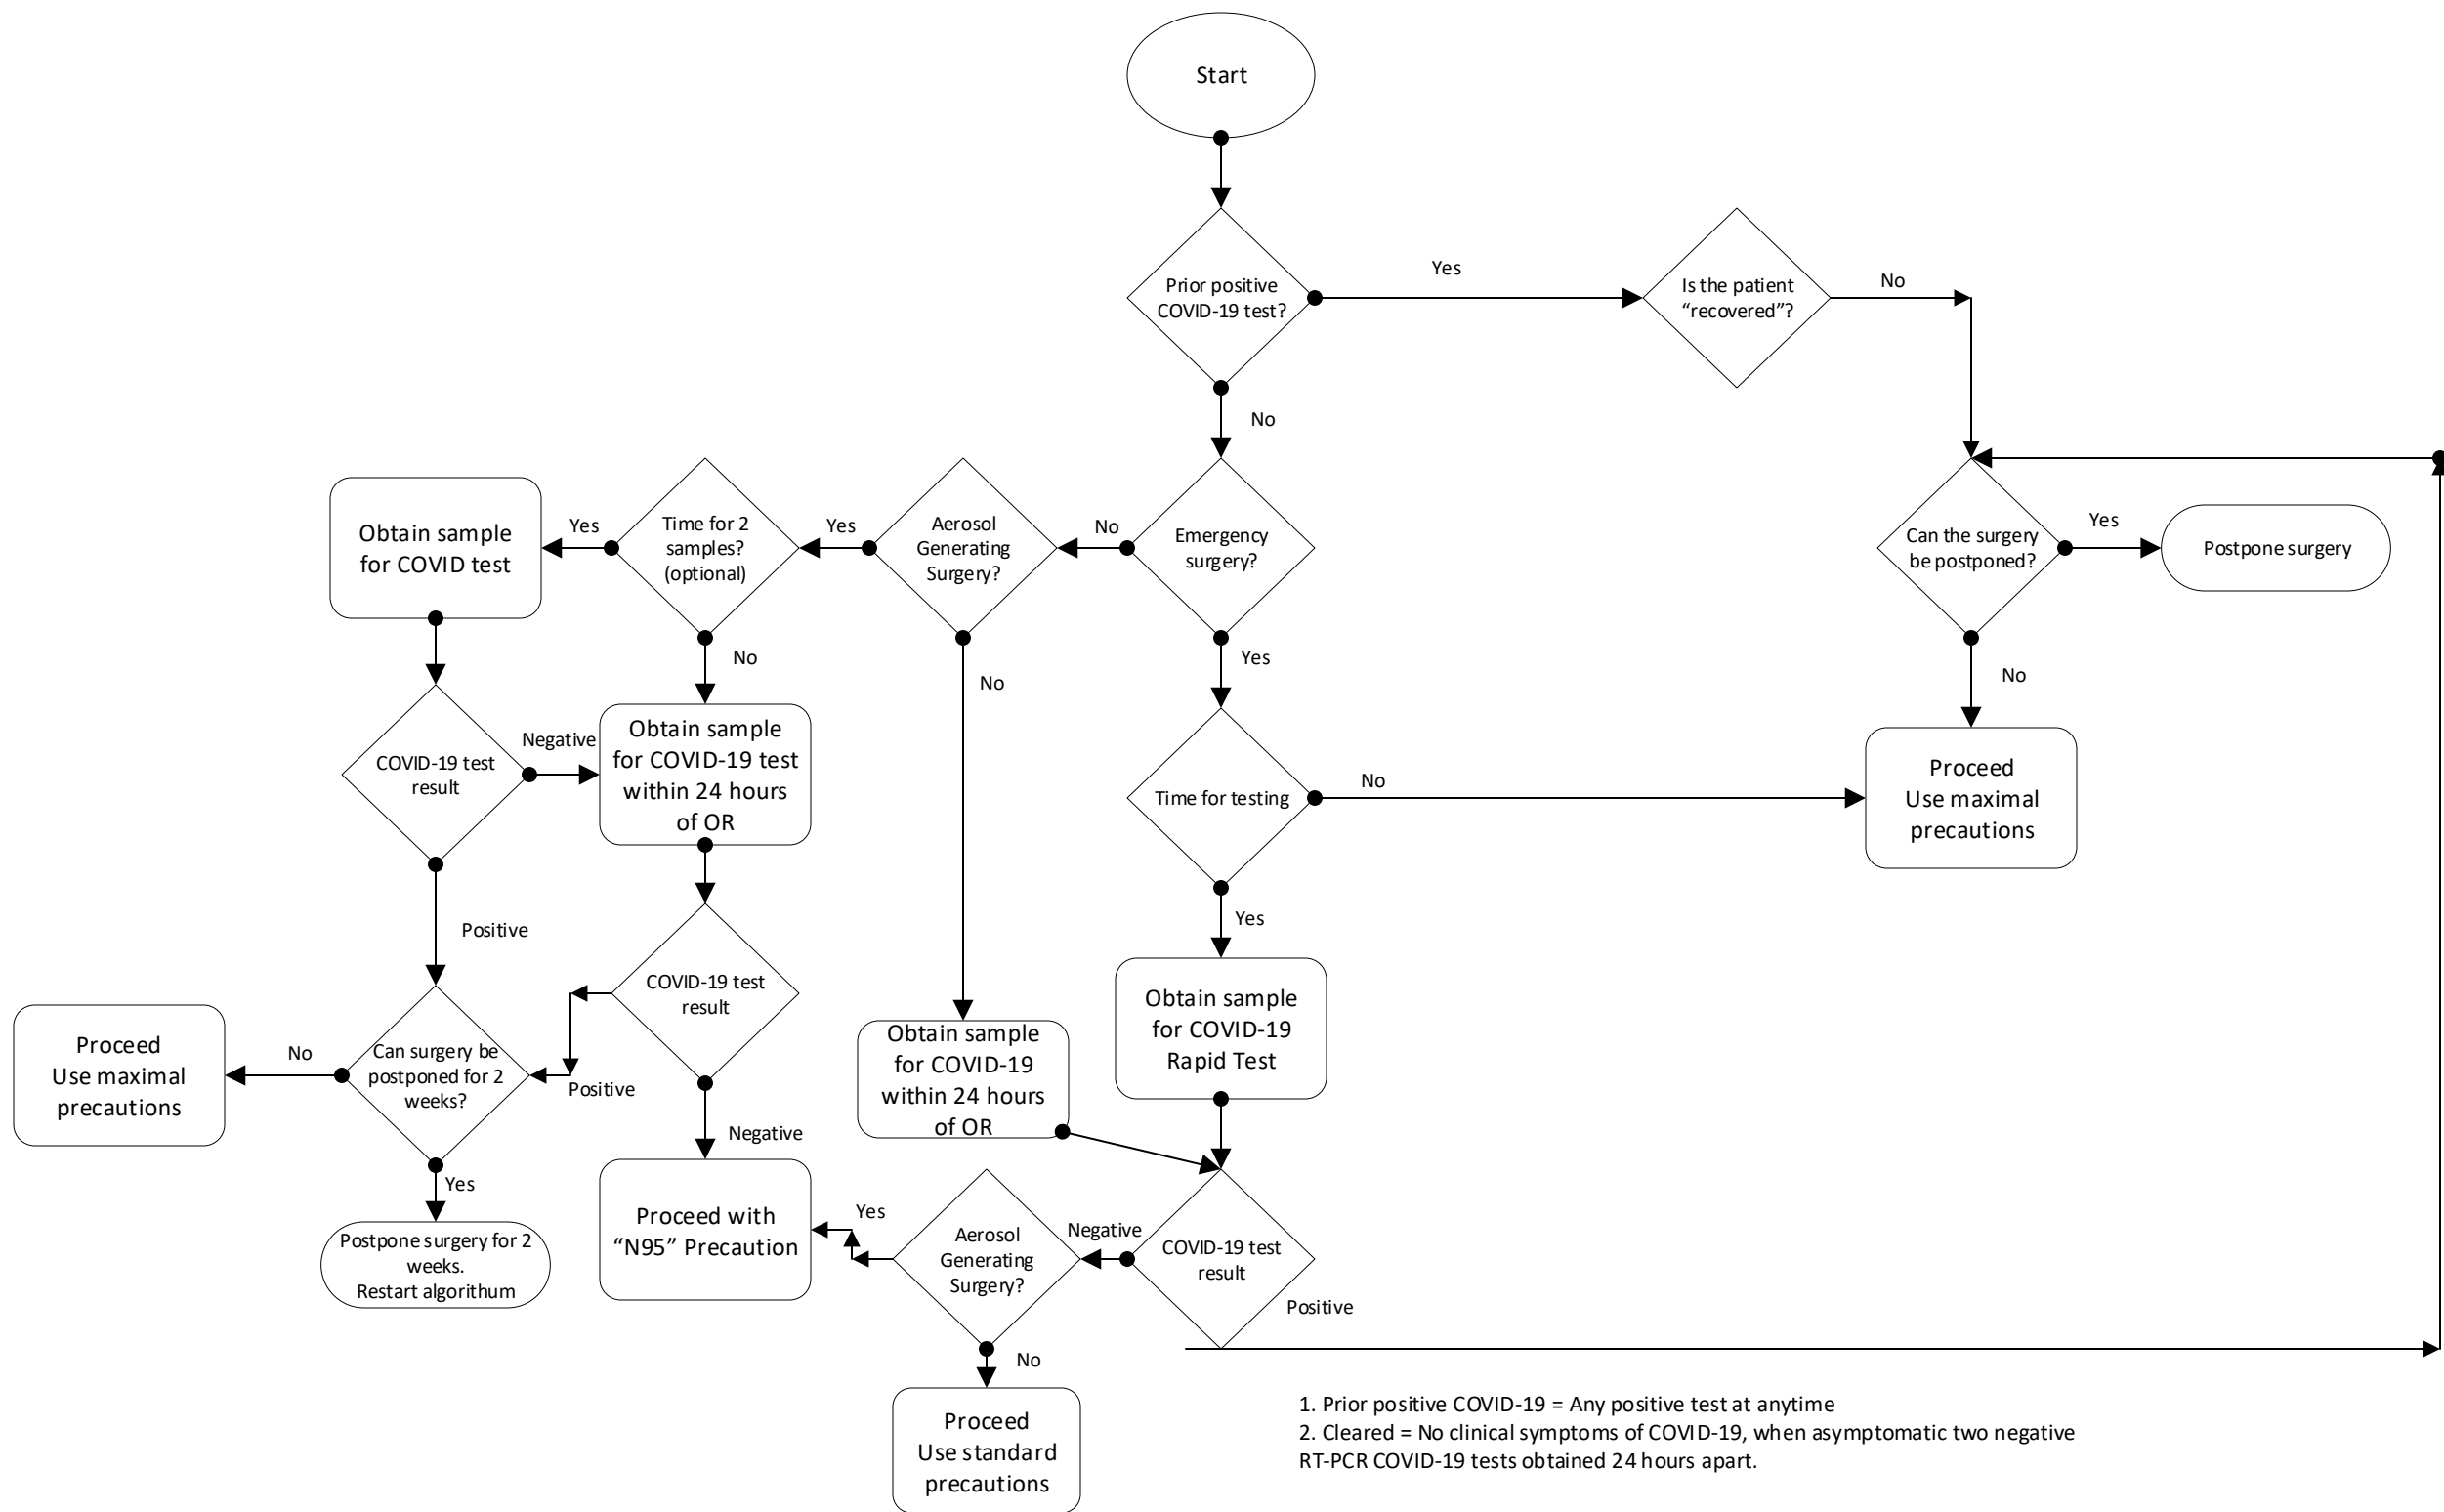 Start
Prior positive
COVID-19 test?
Yes
Is the patient
“recovered”?
No
No
Obtain sample
for COVID test
Yes
Time for 2
samples?
(optional)
Yes
Aerosol
Generating
Surgery?
No
Emergency
surgery?
Can the surgery
be postponed?
Yes
Postpone surgery
No
No
Yes
No
COVID-19 test
result
Negative
Obtain sample
for COVID-19 test
within 24 hours
of OR
Time for testing
No
Proceed
Use maximal
precautions
Positive
Yes
COVID-19 test
result
Obtain sample
for COVID-19
Rapid Test
Proceed
Use maximal
precautions
No
Can surgery be
postponed for 2
weeks?
Positive
Obtain sample
for COVID-19
within 24 hours
of OR
Negative
Yes
Postpone surgery for 2
weeks.
Restart algorithum
Proceed with
“N95” Precaution
Yes
Aerosol
Generating
Surgery?
Negative
COVID-19 test
result
Positive
No
Proceed
Use standard
precautions
1. Prior positive COVID-19 = Any positive test at anytime
2. Cleared = No clinical symptoms of COVID-19, when asymptomatic two negative
RT-PCR COVID-19 tests obtained 24 hours apart.